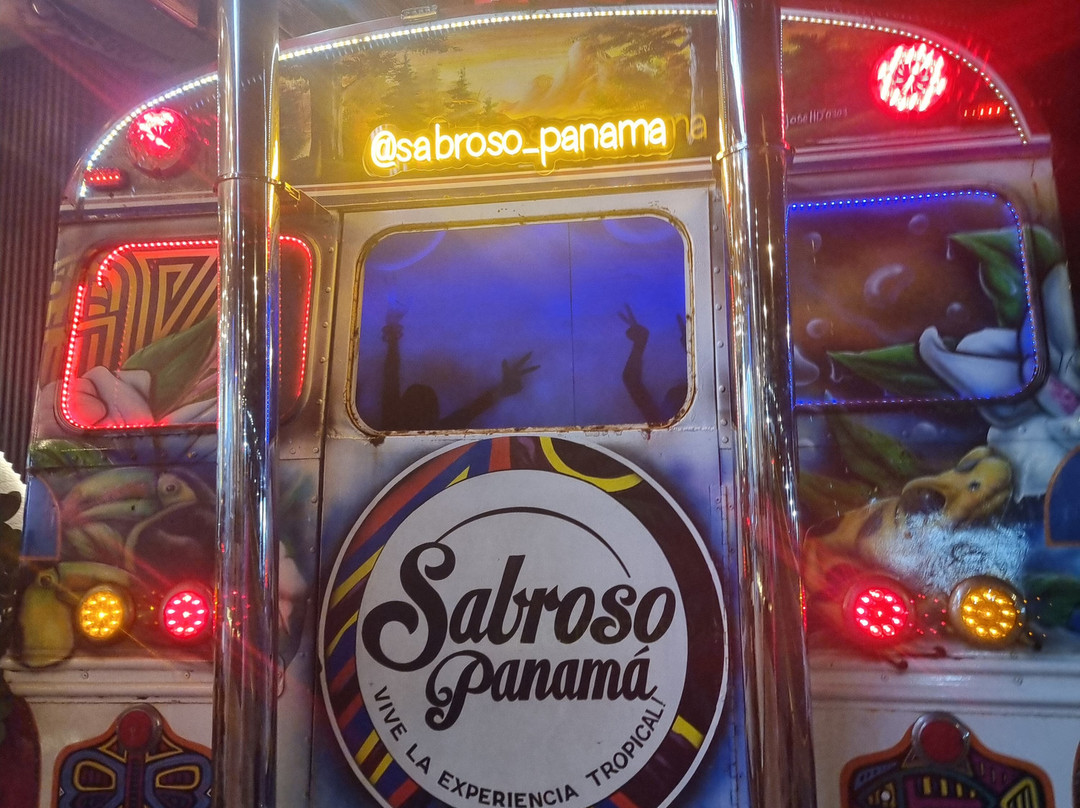 @sabroso_panama
Sabroso
Panamá
VIVE LA EXPERIENCIA TROPICAL!